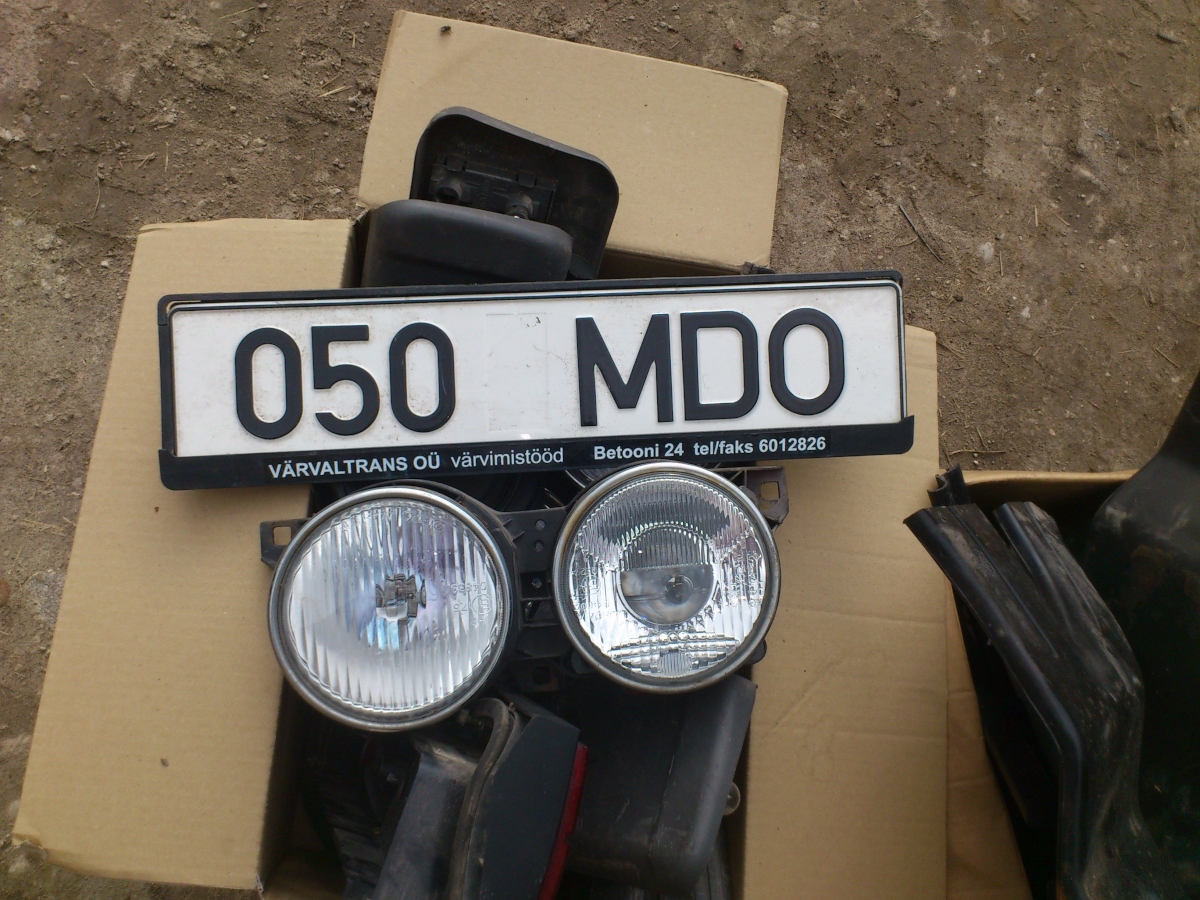 050 MDO
VÄRVALTRANS OÜ värvimistööd Betooni 24 tel/faks 6012826